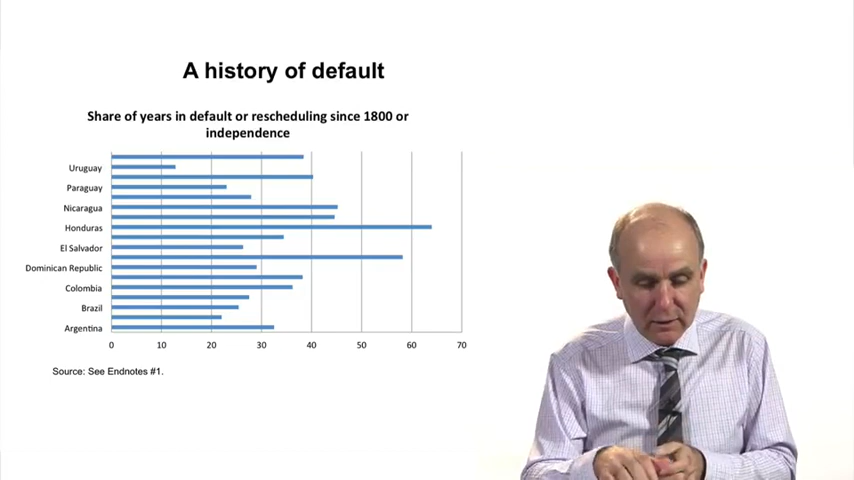 A history of default
Share of years in default or rescheduling since 1800 or
independence
Uruguay
Paraguay
Nicaragua
Honduras
El Salvador
Dominican Republic
Colombia
Brazil
Argentina
0 10 20 30 40 50 60 70
Source: See Endnotes #1.